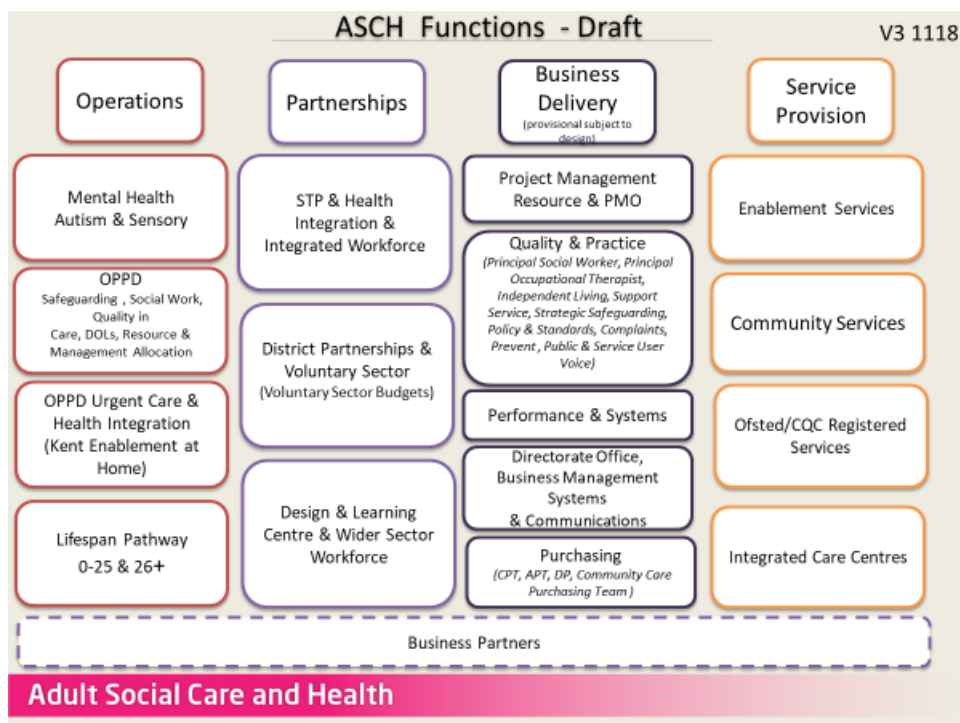 ASCH Functions - Draft
V3 1118
Operations
Mental Health
Autism & Sensory
OPPD
Safeguarding , Social Work,
Quality in
Care, DOLs, Resource &
Management Allocation
OPPD Urgent Care &
Health Integration
(Kent Enablement at
Home)
Lifespan Pathway
0-25 & 26+
Partnerships
STP & Health
Integration &
Integrated Workforce
District Partnerships &
Voluntary Sector
(Voluntary Sector Budgets)
Design & Learning
Centre & Wider Sector
Workforce
Business
Delivery
(provisional subject to
design)
Project Management
Resource & PMO
Quality & Practice
(Principal Social Worker, Principal
Occupational Therapist,
Independent Living, Support
Service, Strategic Safeguarding,
Policy & Standards, Complaints,
Prevent , Public & Service User
Voice)
Performance & Systems
Directorate Office,
Business Management
Systems
& Communications
Purchasing
(CPT, APT, DP, Community Care
Purchasing Team )
Service
Provision
Enablement Services
Community Services
Ofsted/CQC Registered
Services
Integrated Care Centres
Business Partners
Adult Social Care and Health